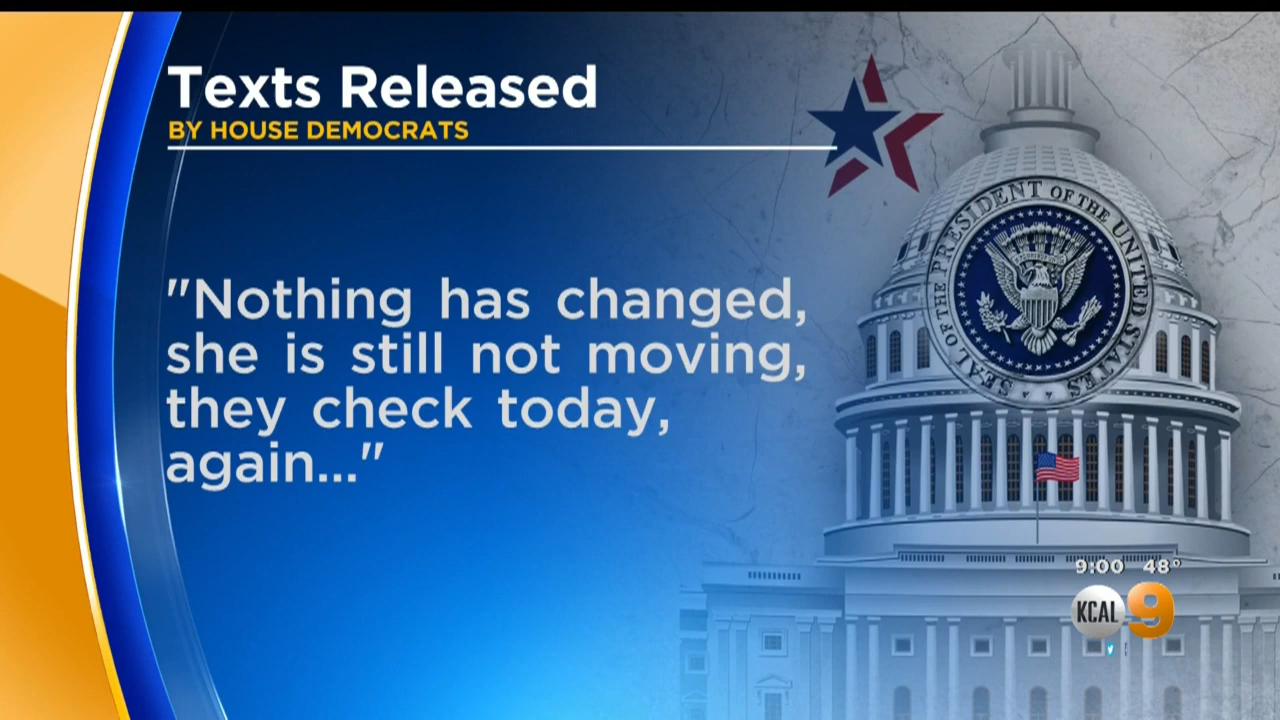 Texts Released
BY HOUSE DEMOCRATS
"Nothing has changed,
she is still not moving,
they check today,
again..."
SEAL OF THE PRESIDENT OF THE UNITED STATES
9:00 48°
KCAL 9